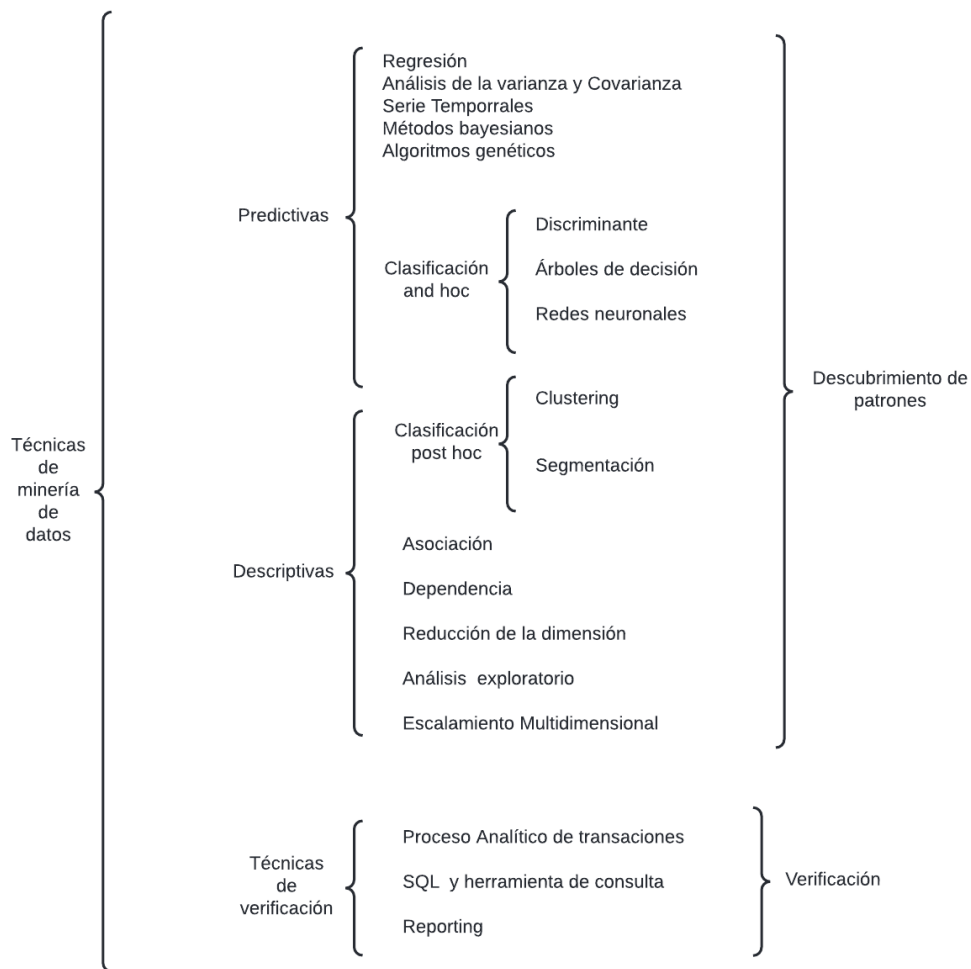 Técnicas
de
minería
de
datos
Predictivas
Regresión
Análisis de la varianza y Covarianza
Serie Temporrales
Métodos bayesianos
Algoritmos genéticos
Clasificación
and hoc
Discriminante
Árboles de decisión
Redes neuronales
Descriptivas
Clasificación
post hoc
Clustering
Segmentación
Asociación
Dependencia
Reducción de la dimensión
Análisis  exploratorio
Escalamiento Multidimensional
Descubrimiento de
patrones
Técnicas
de
verificación
Proceso Analítico de transaciones
SQL  y herramienta de consulta
Reporting
Verificación